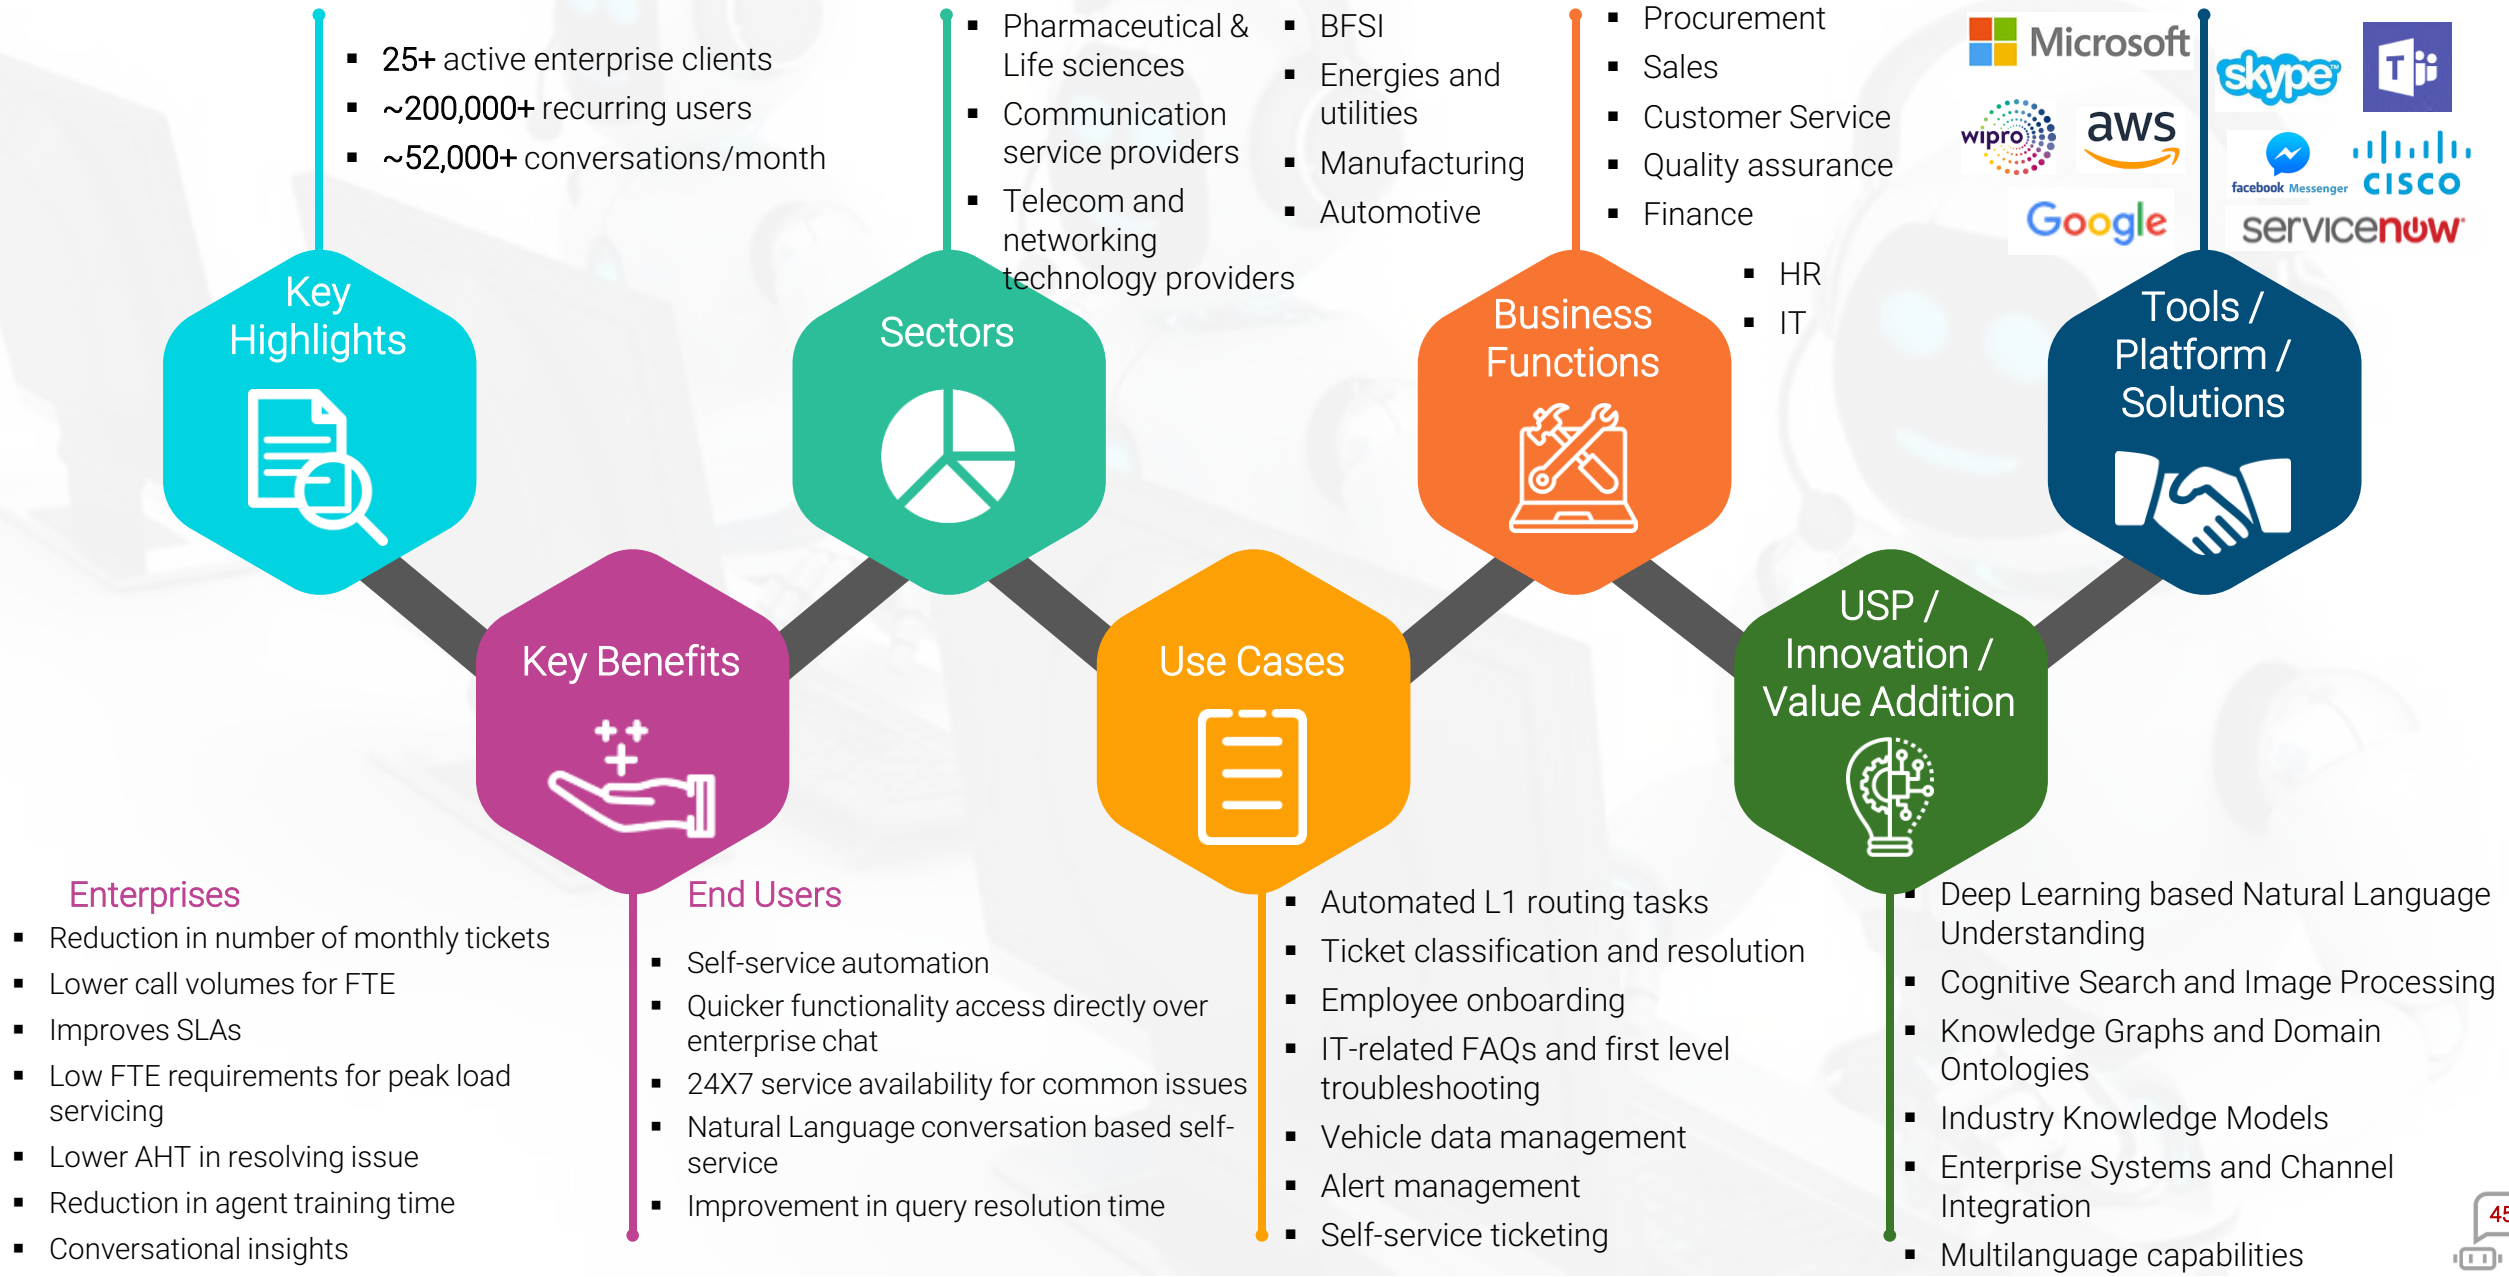 25+ active enterprise clients
~200,000+ recurring users
~52,000+ conversations/month
Key
Highlights
Pharmaceutical &
Life sciences
Communication
service providers
Telecom and
networking
technology providers
BFSI
Energies and
utilities
Manufacturing
Automotive
Sectors
Procurement
Sales
Customer Service
Quality assurance
Finance
HR
IT
Business
Functions
Microsoft
skype™
T
wipro
aws
facebook Messenger
CISCO
Google
servicenow
Tools /
Platform /
Solutions
Key Benefits
Enterprises
Reduction in number of monthly tickets
Lower call volumes for FTE
Improves SLAs
Low FTE requirements for peak load
servicing
Lower AHT in resolving issue
Reduction in agent training time
Conversational insights
End Users
Self-service automation
Quicker functionality access directly over
enterprise chat
24X7 service availability for common issues
Natural Language conversation based self-
service
Improvement in query resolution time
Use Cases
Automated L1 routing tasks
Ticket classification and resolution
Employee onboarding
IT-related FAQs and first level
troubleshooting
Vehicle data management
Alert management
Self-service ticketing
USP /
Innovation /
Value Addition
Deep Learning based Natural Language
Understanding
Cognitive Search and Image Processing
Knowledge Graphs and Domain
Ontologies
Industry Knowledge Models
Enterprise Systems and Channel
Integration
Multilanguage capabilities
45